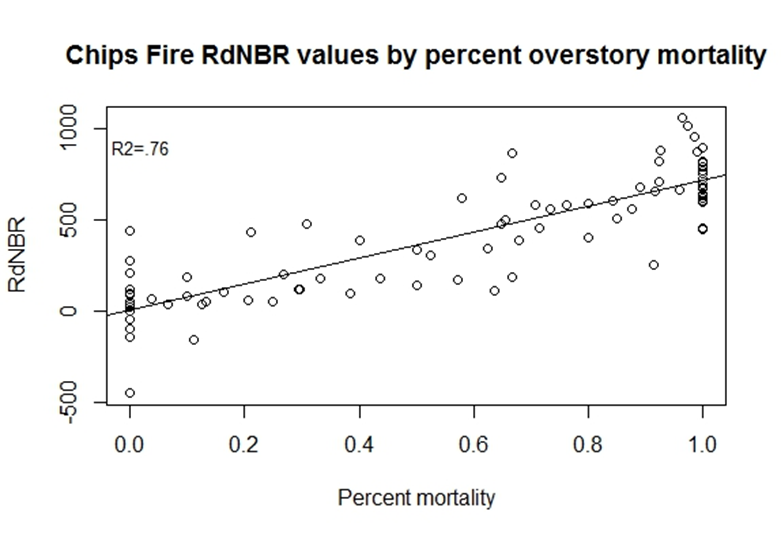 Chips Fire RdNBR values by percent overstory mortality
R2=.76
RdNBR
1000
500
0
-500
0.0 0.2 0.4 0.6 0.8 1.0
Percent mortality